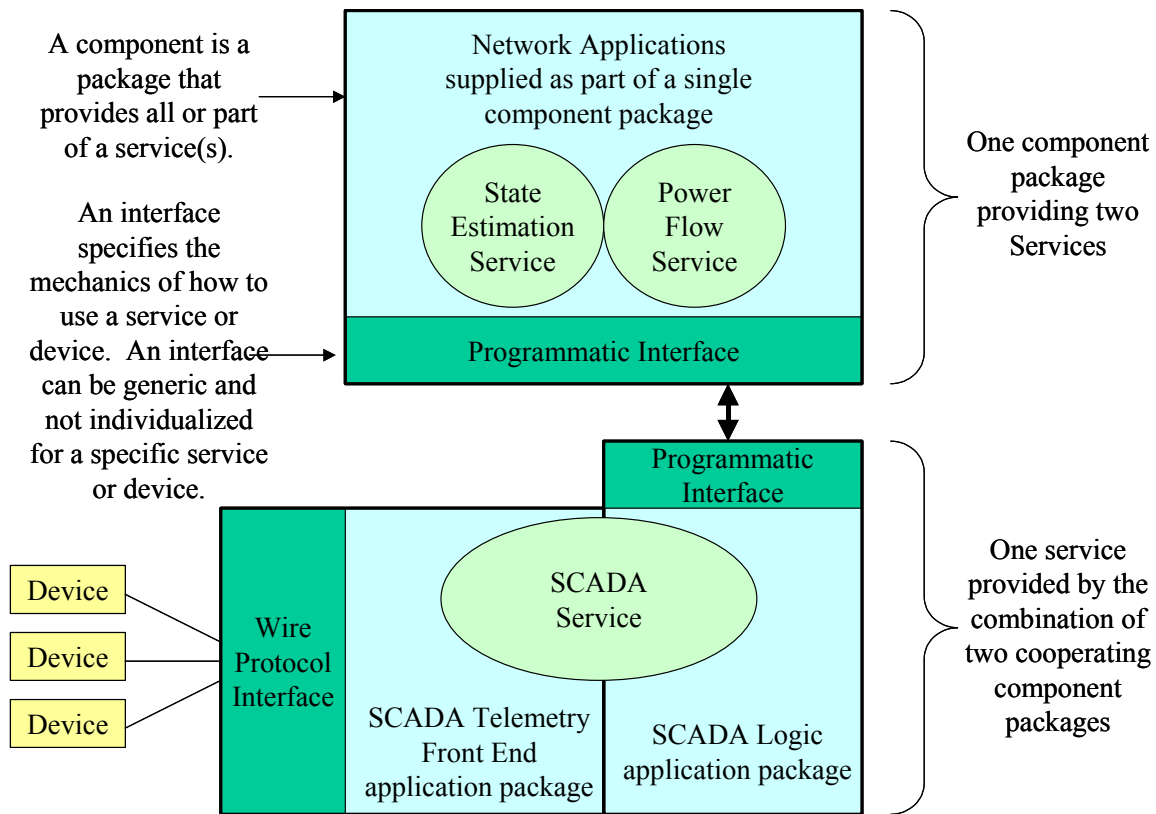 A component is a
package that
provides all or part
of a service(s).
An interface
specifies the
mechanics of how to
use a service or
device.  An interface
can be generic and
not individualized
for a specific service
or device.
Network Applications
supplied as part of a single
component package
State
Estimation
Service
Power
Flow
Service
Programmatic Interface
One component
package
providing two
Services
Programmatic
Interface
Device
Device
Device
Wire
Protocol
Interface
SCADA
Service
SCADA Telemetry
Front End
application package
SCADA Logic
application package
One service
provided by the
combination of
two cooperating
component
packages